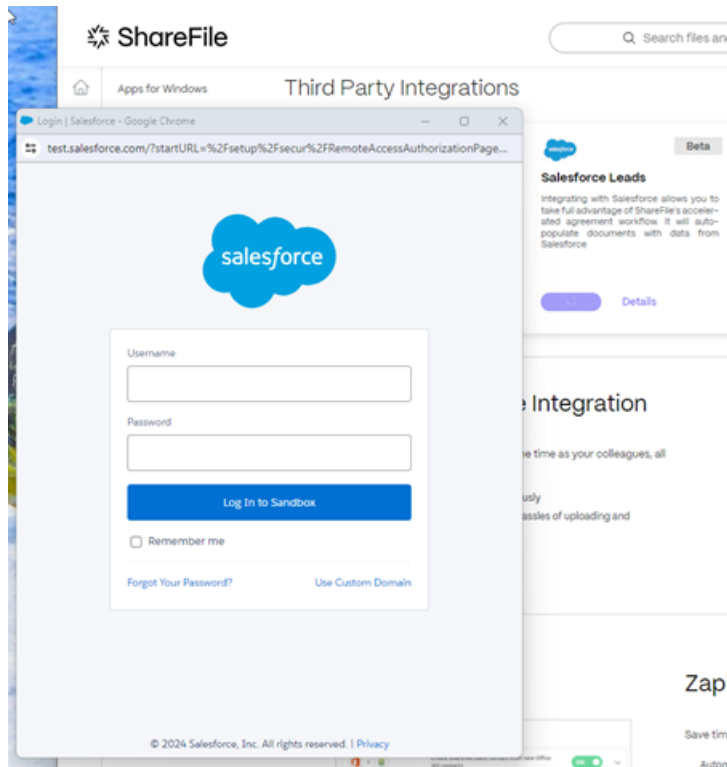 ShareFile
Search files and
Apps for Windows
Third Party Integrations
Login | Salesforce - Google Chrome
test.salesforce.com/?startURL=%2Fsetup%2Fsecur%2FRemoteAccessAuthorizationPage...
salesforce
Username
Password
Log In to Sandbox
Remember me
Forgot Your Password?
Use Custom Domain
© 2024 Salesforce, Inc. All rights reserved. | Privacy
salesforce
Beta
Salesforce Leads
Integrating with Salesforce allows you to
take full advantage of ShareFile's acceler-
ated agreement workflow. It will auto-
populate documents with data from
Salesforce
Details
e Integration
e time as your colleagues, all
usly
assles of uploading and
Zap
Save tim
Autor